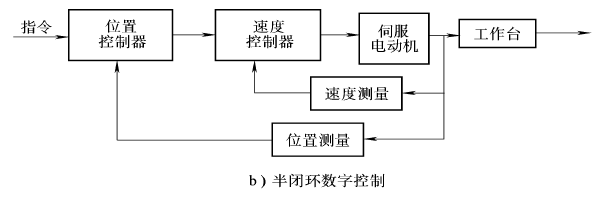 指令
位置
控制器
速度
控制器
伺服
电动机
工作台
速度测量
位置测量
b) 半闭环数字控制